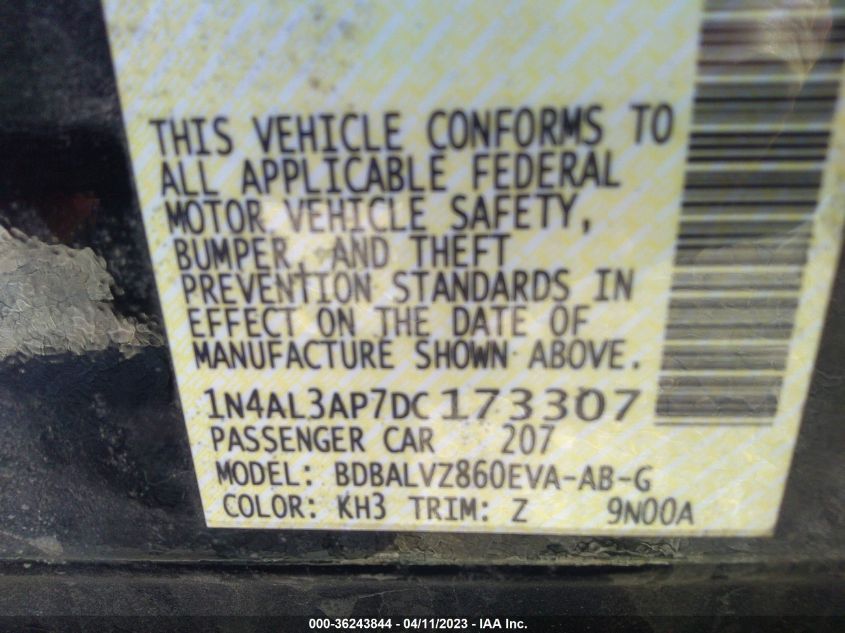 THIS VEHICLE CONFORMS TO
ALL APPLICABLE FEDERAL
MOTOR VEHICLE SAFETY,
BUMPER, AND THEFT
PREVENTION STANDARDS IN
EFFECT ON THE DATE OF
MANUFACTURE SHOWN ABOVE.
1N4AL3AP7DC173307
PASSENGER CAR 207
MODEL: BDBALVZ860EVA-AB-G
COLOR: KH3 TRIM: Z 9N00A
000-36243844 - 04/11/2023 - IAA Inc.